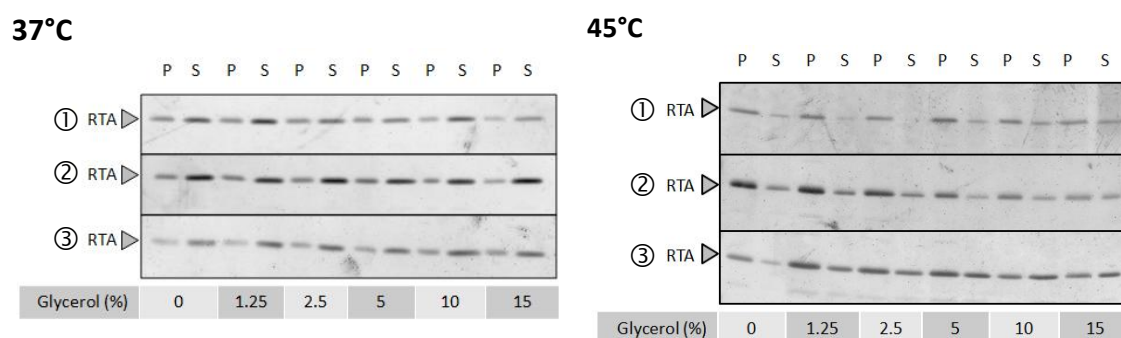 37°C
P S P S P S P S P S P S
① RTA
② RTA
③ RTA
Glycerol (%) 0 1.25 2.5 5 10 15
45°C
P S P S P S P S P S P S
① RTA
② RTA
③ RTA
Glycerol (%) 0 1.25 2.5 5 10 15